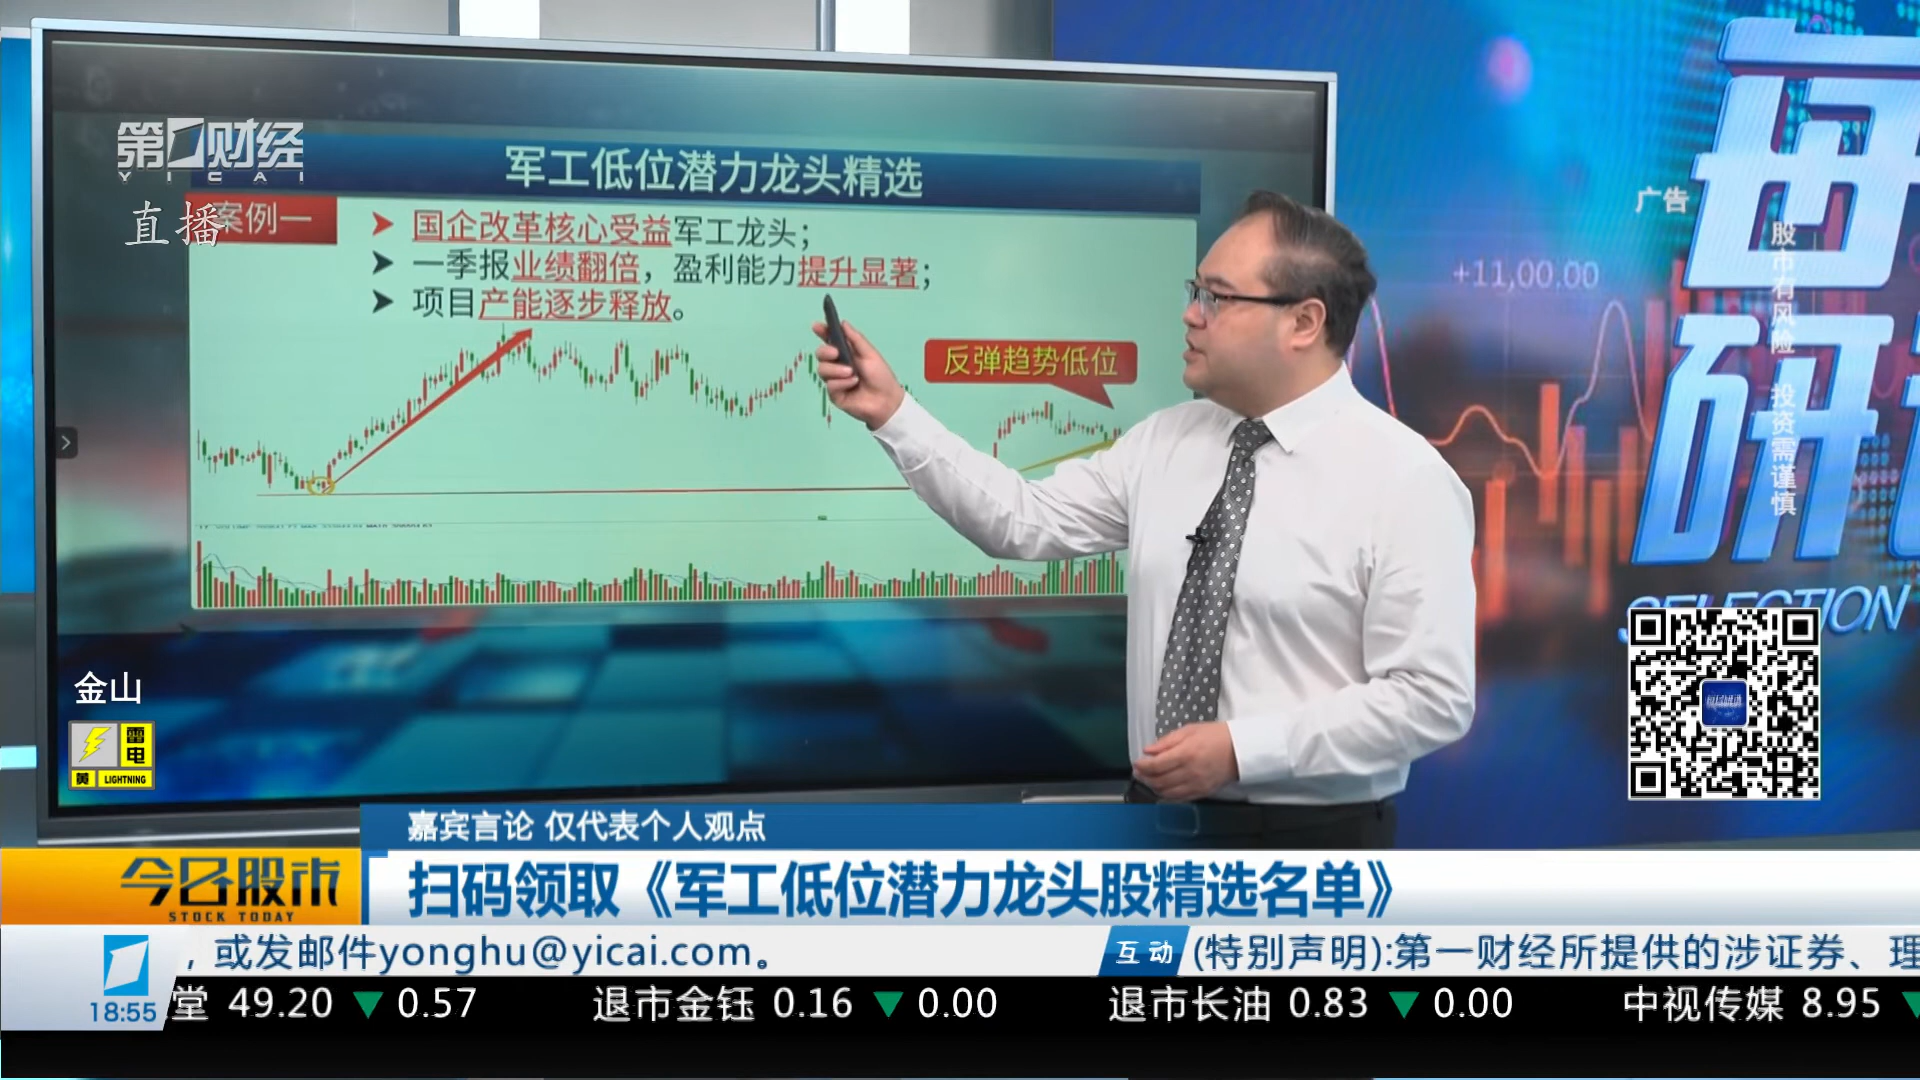 第一财经
YICAI
直播
军工低位潜力龙头精选
案例一
国企改革核心受益军工龙头;
一季报业绩翻倍，盈利能力提升显著;
项目产能逐步释放。
反弹趋势低位
广告
股市有风险 投资需谨慎
+11,00.00
每
研
SELECTION
金山
雷电
黄 LIGHTNING
嘉宾言论 仅代表个人观点
今日股市
STOCK TODAY
扫码领取《军工低位潜力龙头股精选名单》
，或发邮件yonghu@yicai.com。
互动 (特别声明):第一财经所提供的涉证券、理
18:55
堂 49.20 ▼ 0.57 退市金钰 0.16 ▼ 0.00 退市长油 0.83 ▼ 0.00 中视传媒 8.95 ▼